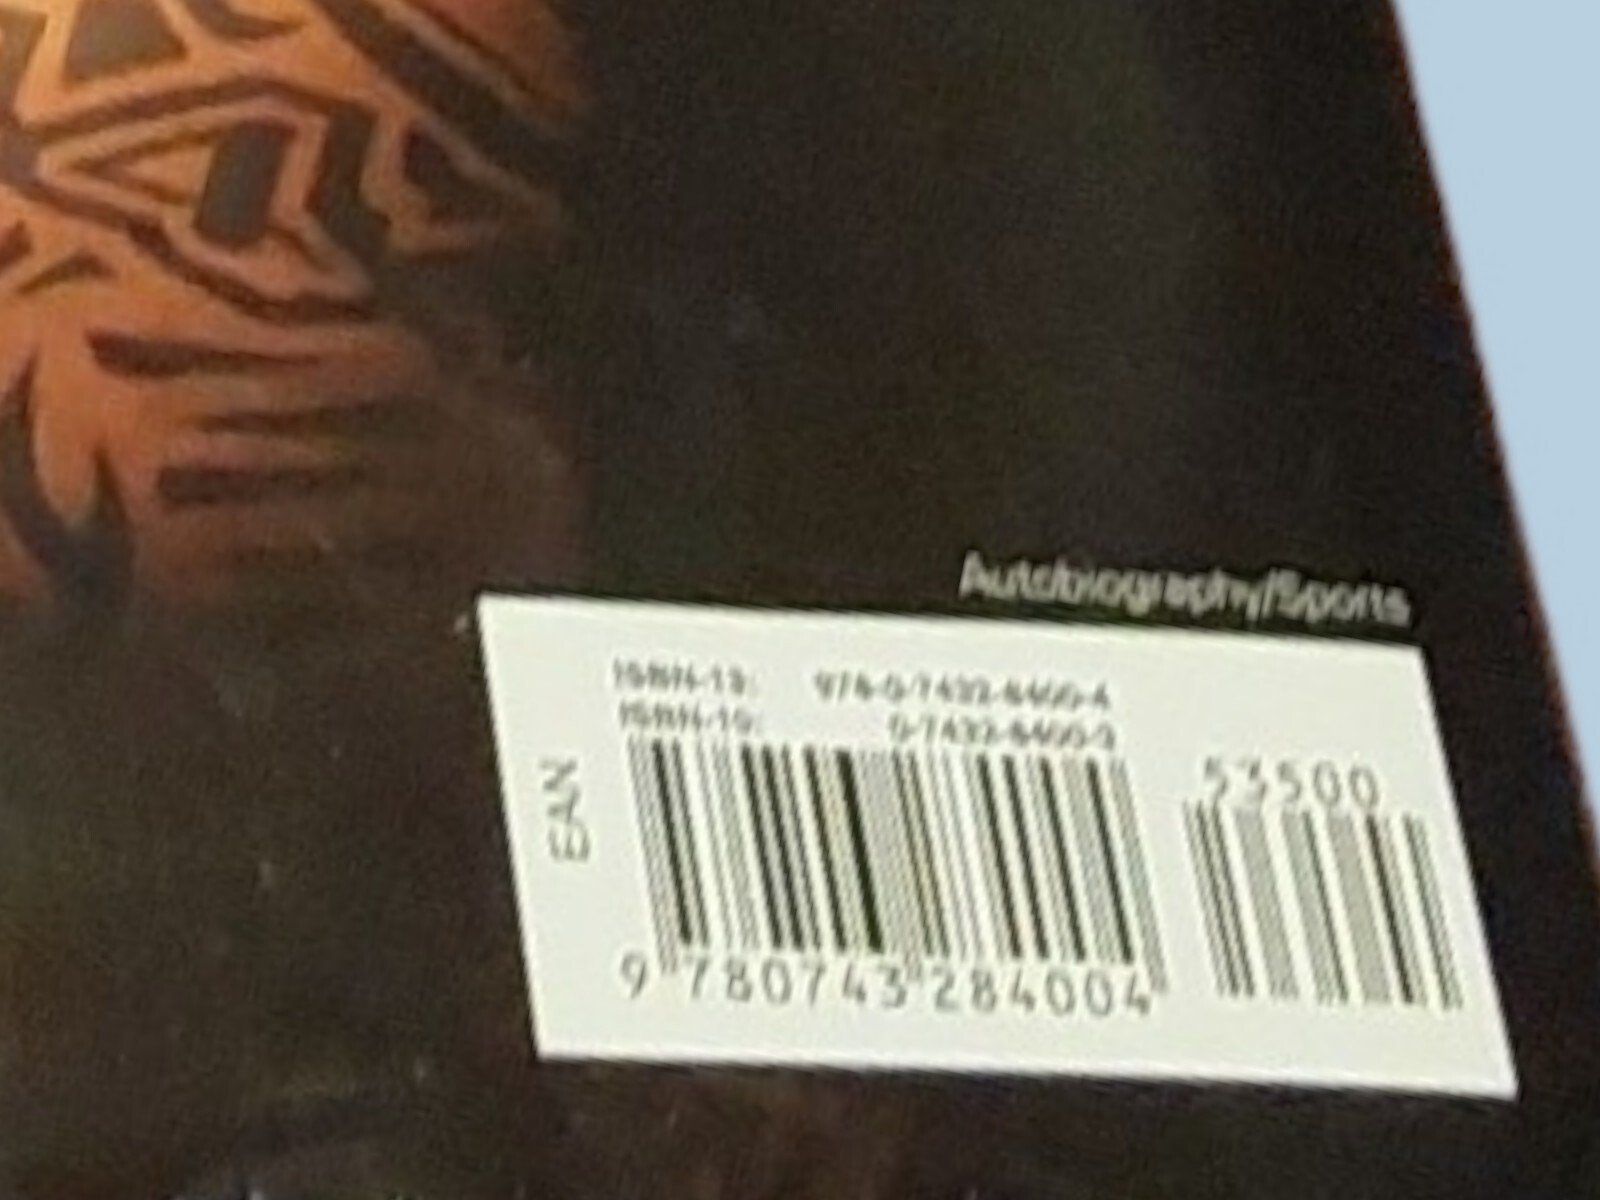 Autobiography/Sports
ISBN-13: 978-0-7432-8400-4
ISBN-10: 0-7432-8400-3
53500
EAN
9 780743 284004